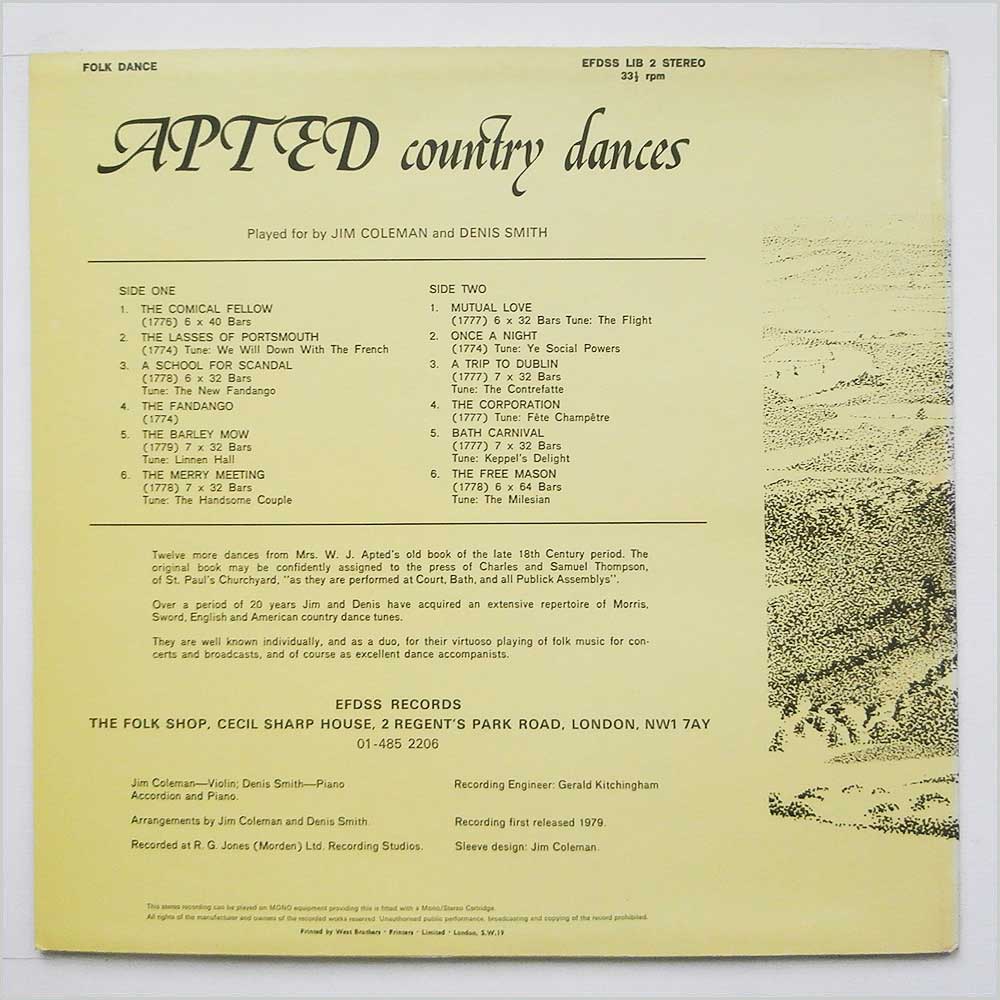 FOLK DANCE
EFDSS LIB 2 STEREO
33⅓ rpm
APTED country dances
Played for by JIM COLEMAN and DENIS SMITH
SIDE ONE
1. THE COMICAL FELLOW
(1776) 6 x 40 Bars
2. THE LASSES OF PORTSMOUTH
(1774) Tune: We Will Down With The French
3. A SCHOOL FOR SCANDAL
(1778) 6 x 32 Bars
Tune: The New Fandango
4. THE FANDANGO
(1774)
5. THE BARLEY MOW
(1779) 7 x 32 Bars
Tune: Linnen Hall
6. THE MERRY MEETING
(1778) 7 x 32 Bars
Tune: The Handsome Couple
SIDE TWO
1. MUTUAL LOVE
(1777) 6 x 32 Bars Tune: The Flight
2. ONCE A NIGHT
(1774) Tune: Ye Social Powers
3. A TRIP TO DUBLIN
(1777) 7 x 32 Bars
Tune: The Contrefatte
4. THE CORPORATION
(1777) Tune: Fête Champêtre
5. BATH CARNIVAL
(1777) 7 x 32 Bars
Tune: Keppel's Delight
6. THE FREE MASON
(1778) 6 x 64 Bars
Tune: The Milesian
Twelve more dances from Mrs. W. J. Apted's old book of the late 18th Century period. The
original book may be confidently assigned to the press of Charles and Samuel Thompson,
of St. Paul's Churchyard, "as they are performed at Court, Bath, and all Publick Assemblys".
Over a period of 20 years Jim and Denis have acquired an extensive repertoire of Morris,
Sword, English and American country dance tunes.
They are well known individually, and as a duo, for their virtuoso playing of folk music for con-
certs and broadcasts, and of course as excellent dance accompanists.
EFDSS RECORDS
THE FOLK SHOP, CECIL SHARP HOUSE, 2 REGENT'S PARK ROAD, LONDON, NW1 7AY
01-485 2206
Jim Coleman—Violin; Denis Smith—Piano
Accordion and Piano.
Arrangements by Jim Coleman and Denis Smith.
Recorded at R. G. Jones (Morden) Ltd. Recording Studios.
Recording Engineer: Gerald Kitchingham
Recording first released 1979.
Sleeve design: Jim Coleman.
This stereo recording can be played on MONO equipment providing this is fitted with a Mono/Stereo Cartridge.
All rights of the manufacturer and owners of the recorded works reserved. Unauthorised public performance, broadcasting and copying of the record prohibited.
Printed by West Brothers · Printers · Limited · London, S.W.19